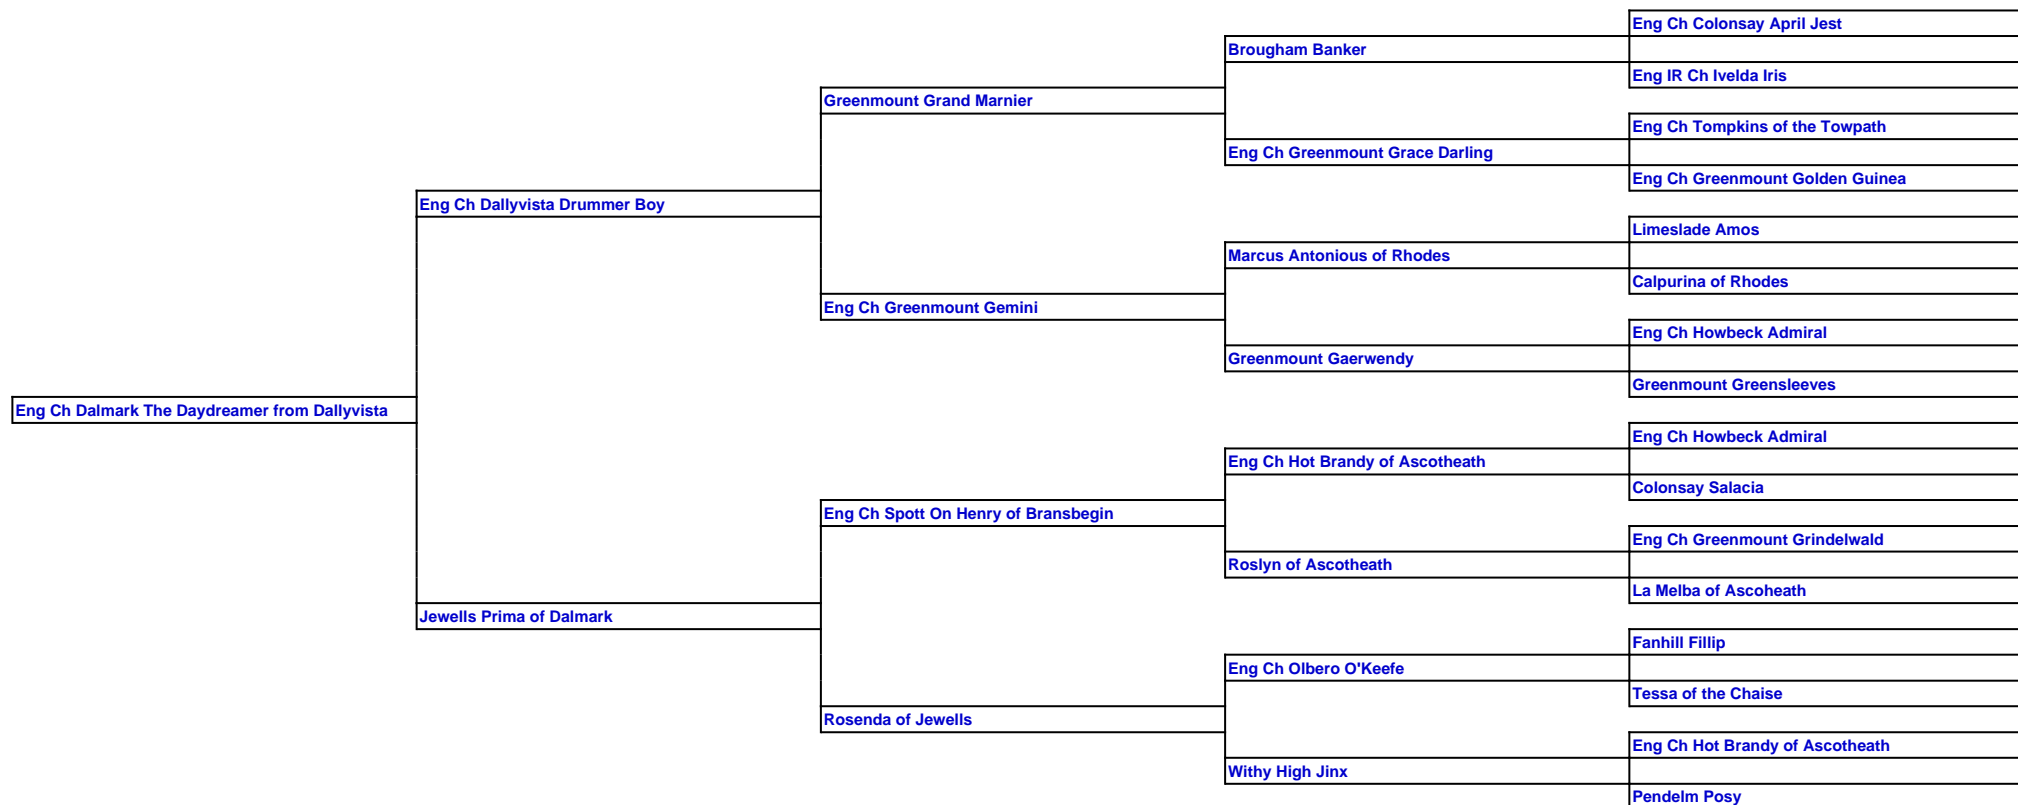 Eng Ch Colonsay April Jest
Brougham Banker
Eng IR Ch Ivelda Iris
Greenmount Grand Marnier
Eng Ch Tompkins of the Towpath
Eng Ch Greenmount Grace Darling
Eng Ch Greenmount Golden Guinea
Eng Ch Dallyvista Drummer Boy
Limeslade Amos
Marcus Antonious of Rhodes
Calpurina of Rhodes
Eng Ch Greenmount Gemini
Eng Ch Howbeck Admiral
Greenmount Gaerwendy
Greenmount Greensleeves
Eng Ch Dalmark The Daydreamer from Dallyvista
Eng Ch Howbeck Admiral
Eng Ch Hot Brandy of Ascotheath
Colonsay Salacia
Eng Ch Spott On Henry of Bransbegin
Eng Ch Greenmount Grindelwald
Roslyn of Ascotheath
La Melba of Ascoheath
Jewells Prima of Dalmark
Fanhill Fillip
Eng Ch Olbero O'Keefe
Tessa of the Chaise
Rosenda of Jewells
Eng Ch Hot Brandy of Ascotheath
Withy High Jinx
Pendelm Posy